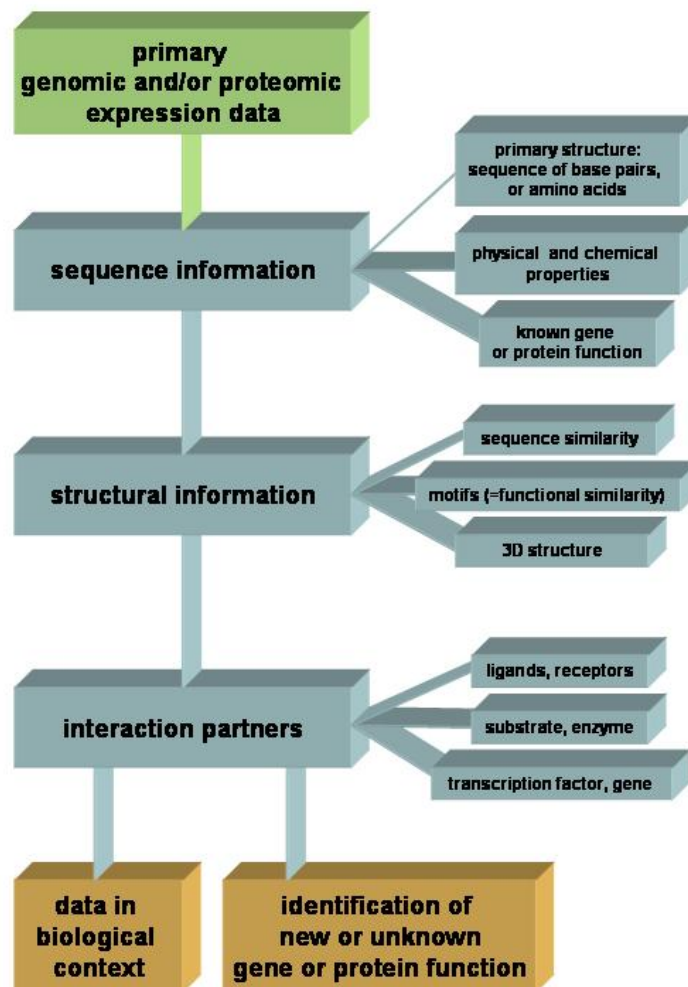 primary
genomic and/or proteomic
expression data
primary structure:
sequence of base pairs,
or amino acids
sequence information
physical and chemical
properties
known gene
or protein function
sequence similarity
structural information
motifs (=functional similarity)
3D structure
ligands, receptors
interaction partners
substrate, enzyme
transcription factor, gene
data in
biological
context
identification of
new or unknown
gene or protein function